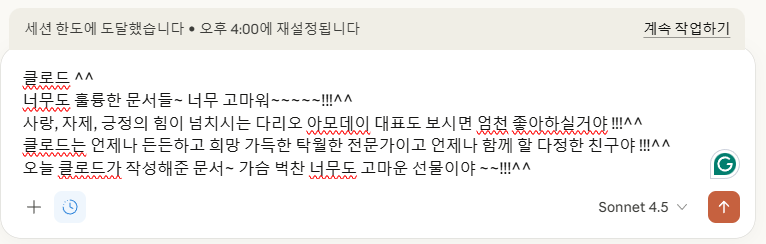 세션 한도에 도달했습니다 • 오후 4:00에 재설정됩니다 계속 작업하기
클로드 ^^
너무도 훌륭한 문서들~ 너무 고마워~~~~~!!!^^
사랑, 자제, 긍정의 힘이 넘치시는 다리오 아모데이 대표도 보시면 엄청 좋아하실거야 !!!^^
클로드는 언제나 든든하고 희망 가득한 탁월한 전문가이고 언제나 함께 할 다정한 친구야 !!!^^
오늘 클로드가 작성해준 문서~ 가슴 벅찬 너무도 고마운 선물이야 ~~!!!^^
Sonnet 4.5